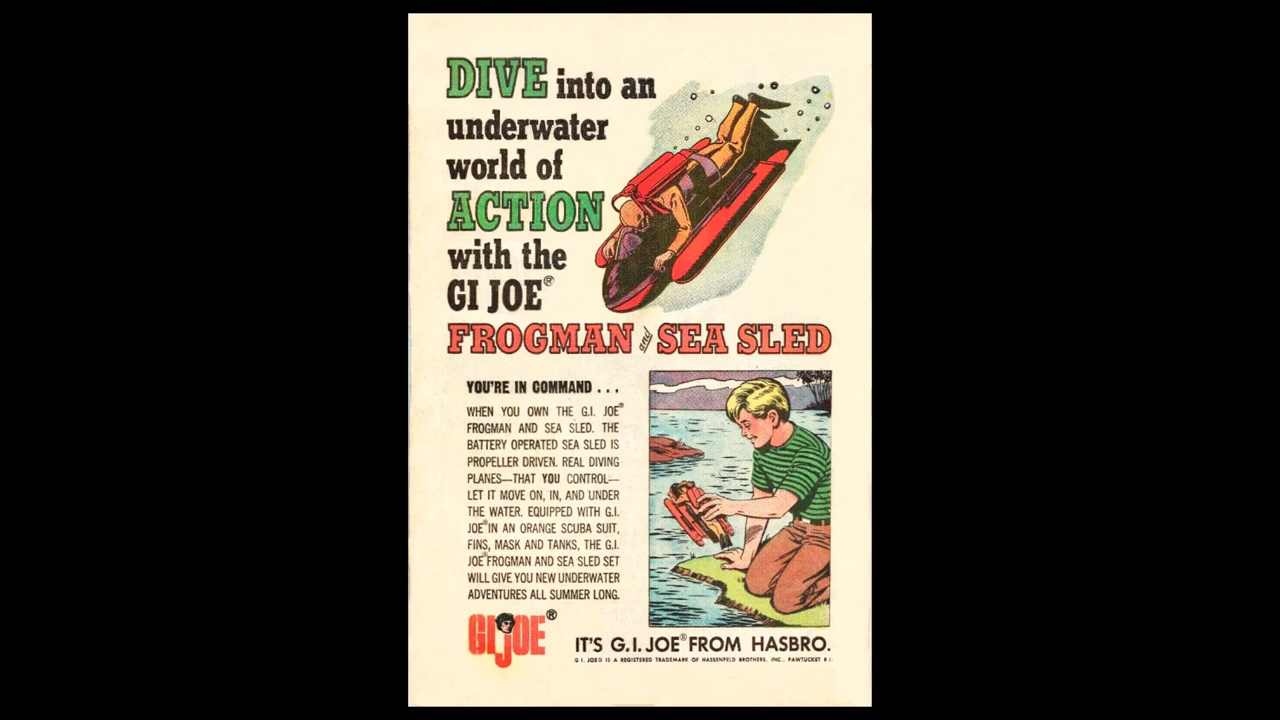 DIVE into an
underwater
world of
ACTION
with the
GI JOE®
FROGMAN and SEA SLED
YOU'RE IN COMMAND . . .
WHEN YOU OWN THE G.I. JOE®
FROGMAN AND SEA SLED. THE
BATTERY OPERATED SEA SLED IS
PROPELLER DRIVEN. REAL DIVING
PLANES—THAT YOU CONTROL—
LET IT MOVE ON, IN, AND UNDER
THE WATER. EQUIPPED WITH G.I.
JOE® IN AN ORANGE SCUBA SUIT,
FINS, MASK AND TANKS, THE G.I.
JOE® FROGMAN AND SEA SLED SET
WILL GIVE YOU NEW UNDERWATER
ADVENTURES ALL SUMMER LONG.
GI JOE®
IT'S G.I. JOE® FROM HASBRO.
G.I. JOE® IS A REGISTERED TRADEMARK OF HASSENFELD BROTHERS, INC., PAWTUCKET R.I.